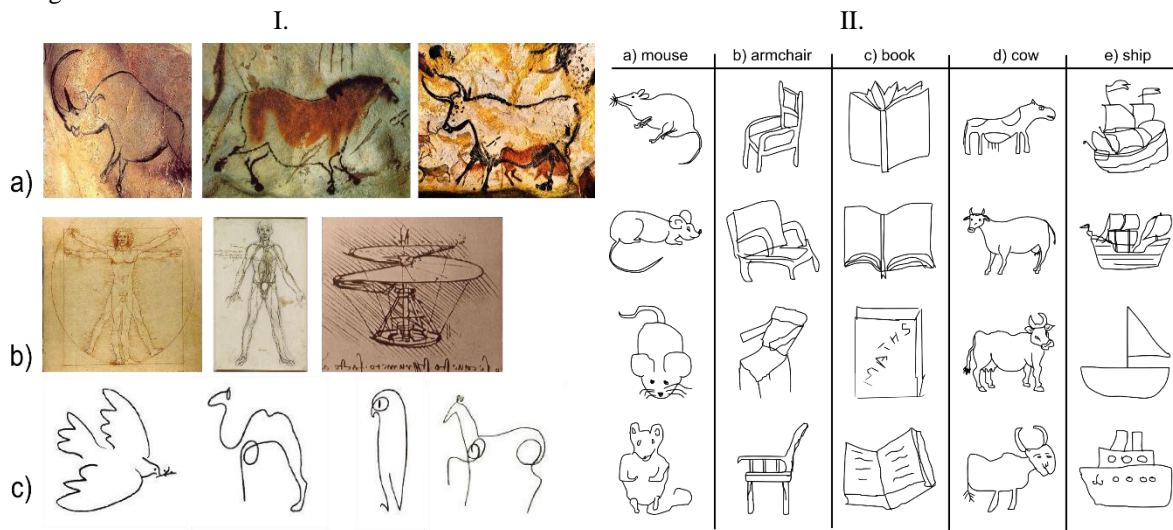 I.
II.
a)
b)
c)
a) mouse
b) armchair
c) book
d) cow
e) ship
MATHS